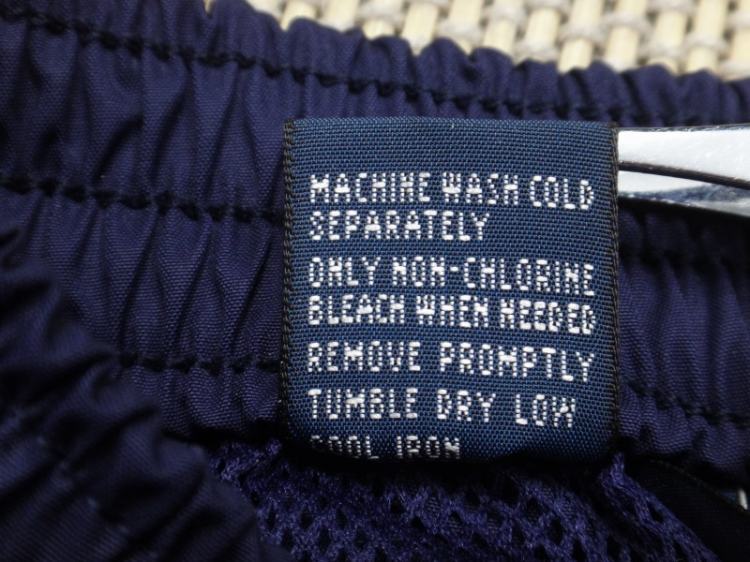 MACHINE WASH COLD
SEPARATELY
ONLY NON-CHLORINE
BLEACH WHEN NEEDED
REMOVE PROMPTLY
TUMBLE DRY LOW
COOL IRON